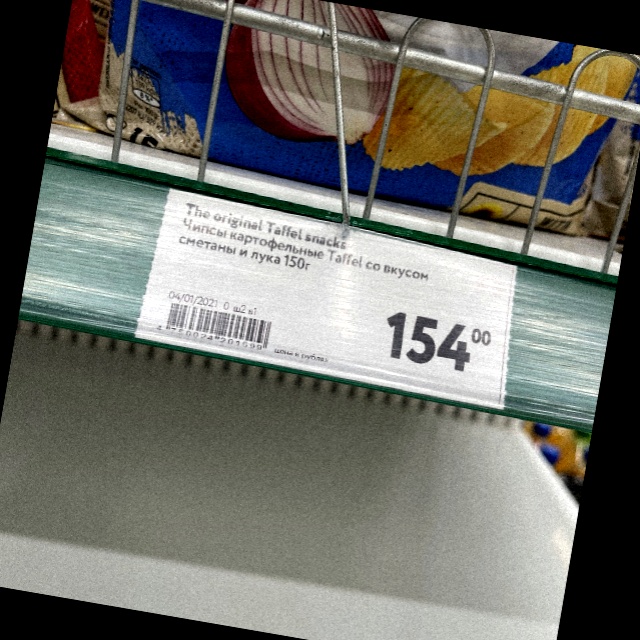 The original Taffel snacks
Чипсы картофельные Taffel со вкусом
сметаны и лука 150г
04/01/2021
154 00